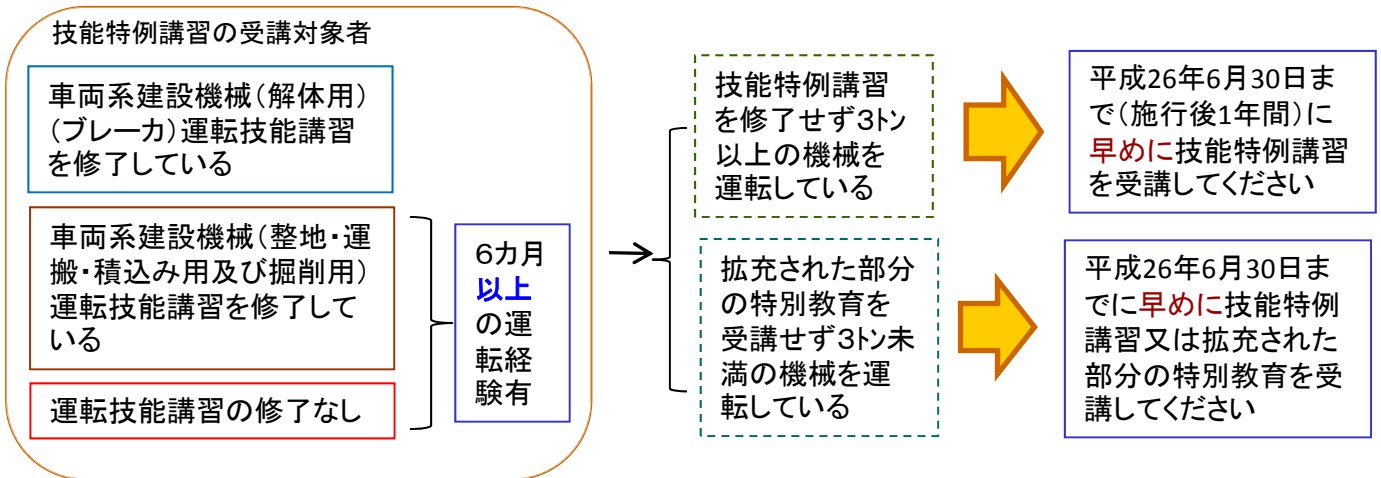 技能特例講習の受講対象者
車両系建設機械(解体用)
(ブレーカ)運転技能講習
を修了している
車両系建設機械(整地・運
搬・積込み用及び掘削用)
運転技能講習を修了して
いる
運転技能講習の修了なし
6カ月
以上
の運
転経
験有
技能特例講習
を修了せず3トン
以上の機械を
運転している
拡充された部分
の特別教育を
受講せず3トン未
満の機械を運
転している
平成26年6月30日ま
で(施行後1年間)に
早めに技能特例講習
を受講してください
平成26年6月30日ま
でに早めに技能特例
講習又は拡充された
部分の特別教育を受
講してください